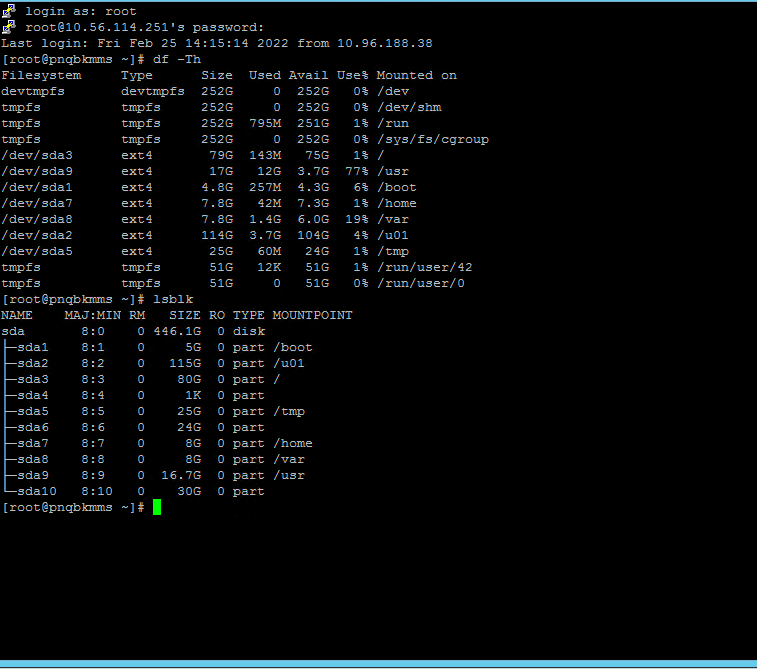 login as: root
root@10.56.114.251's password:
Last login: Fri Feb 25 14:15:14 2022 from 10.96.188.38
[root@pnqbkmms ~]# df -Th
Filesystem     Type      Size  Used Avail Use% Mounted on
devtmpfs       devtmpfs  252G     0  252G   0% /dev
tmpfs          tmpfs     252G     0  252G   0% /dev/shm
tmpfs          tmpfs     252G  795M  251G   1% /run
tmpfs          tmpfs     252G     0  252G   0% /sys/fs/cgroup
/dev/sda3      ext4       79G  143M   75G   1% /
/dev/sda9      ext4       17G   12G  3.7G  77% /usr
/dev/sda1      ext4      4.8G  257M  4.3G   6% /boot
/dev/sda7      ext4      7.8G   42M  7.3G   1% /home
/dev/sda8      ext4      7.8G  1.4G  6.0G  19% /var
/dev/sda2      ext4      114G  3.7G  104G   4% /u01
/dev/sda5      ext4       25G   60M   24G   1% /tmp
tmpfs          tmpfs      51G   12K   51G   1% /run/user/42
tmpfs          tmpfs      51G     0   51G   0% /run/user/0
[root@pnqbkmms ~]# lsblk
NAME    MAJ:MIN RM   SIZE RO TYPE MOUNTPOINT
sda       8:0    0 446.1G  0 disk
├─sda1    8:1    0     5G  0 part /boot
├─sda2    8:2    0   115G  0 part /u01
├─sda3    8:3    0    80G  0 part /
├─sda4    8:4    0     1K  0 part
├─sda5    8:5    0    25G  0 part /tmp
├─sda6    8:6    0    24G  0 part
├─sda7    8:7    0     8G  0 part /home
├─sda8    8:8    0     8G  0 part /var
├─sda9    8:9    0  16.7G  0 part /usr
└─sda10   8:10   0    30G  0 part
[root@pnqbkmms ~]#